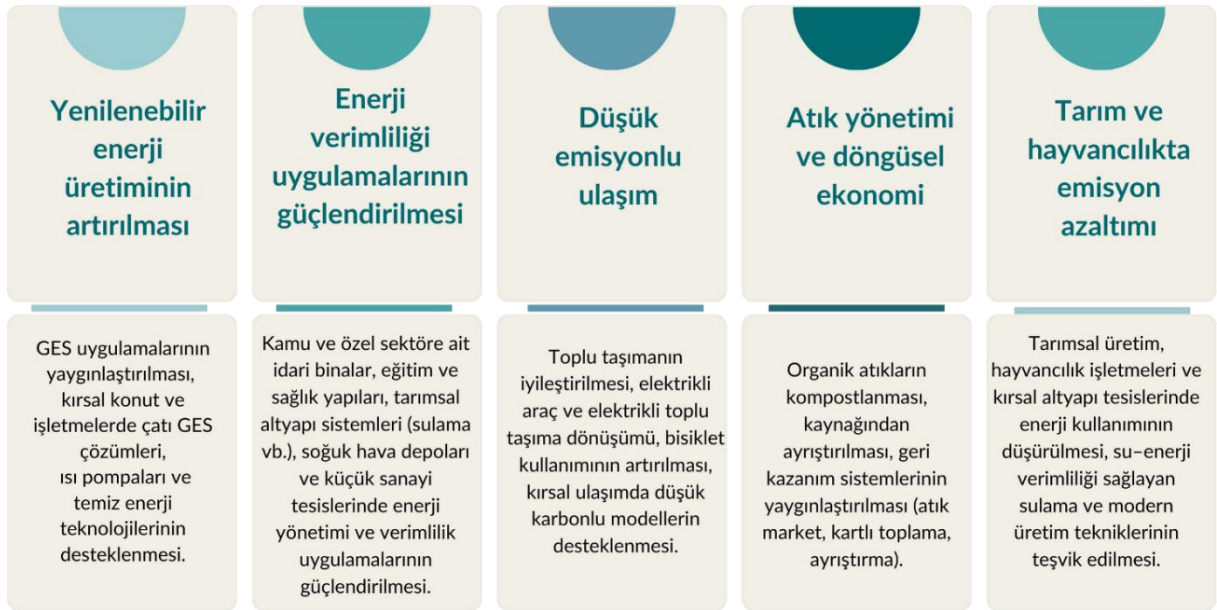 Yenilenebilir
enerji
üretiminin
artırılması
GES uygulamalarının
yaygınlaştırılması,
kırsal konut ve
işletmelerde çatı GES
çözümleri,
ısı pompaları ve
temiz enerji
teknolojilerinin
desteklenmesi.
Enerji
verimliliği
uygulamalarının
güçlendirilmesi
Kamu ve özel sektöre ait
idari binalar, eğitim ve
sağlık yapıları, tarımsal
altyapı sistemleri (sulama
vb.), soğuk hava depoları
ve küçük sanayi
tesislerinde enerji
yönetimi ve verimlilik
uygulamalarının
güçlendirilmesi.
Düşük
emisyonlu
ulaşım
Toplu taşımanın
iyileştirilmesi, elektrikli
araç ve elektrikli toplu
taşıma dönüşümü, bisiklet
kullanımının artırılması,
kırsal ulaşımda düşük
karbonlu modellerin
desteklenmesi.
Atık yönetimi
ve döngüsel
ekonomi
Organik atıkların
kompostlanması,
kaynağından
ayrıştırılması, geri
kazanım sistemlerinin
yaygınlaştırılması (atık
market, kartlı toplama,
ayrıştırma).
Tarım ve
hayvancılıkta
emisyon
azaltımı
Tarımsal üretim,
hayvancılık işletmeleri ve
kırsal altyapı tesislerinde
enerji kullanımının
düşürülmesi, su–enerji
verimliliği sağlayan
sulama ve modern
üretim tekniklerinin
teşvik edilmesi.